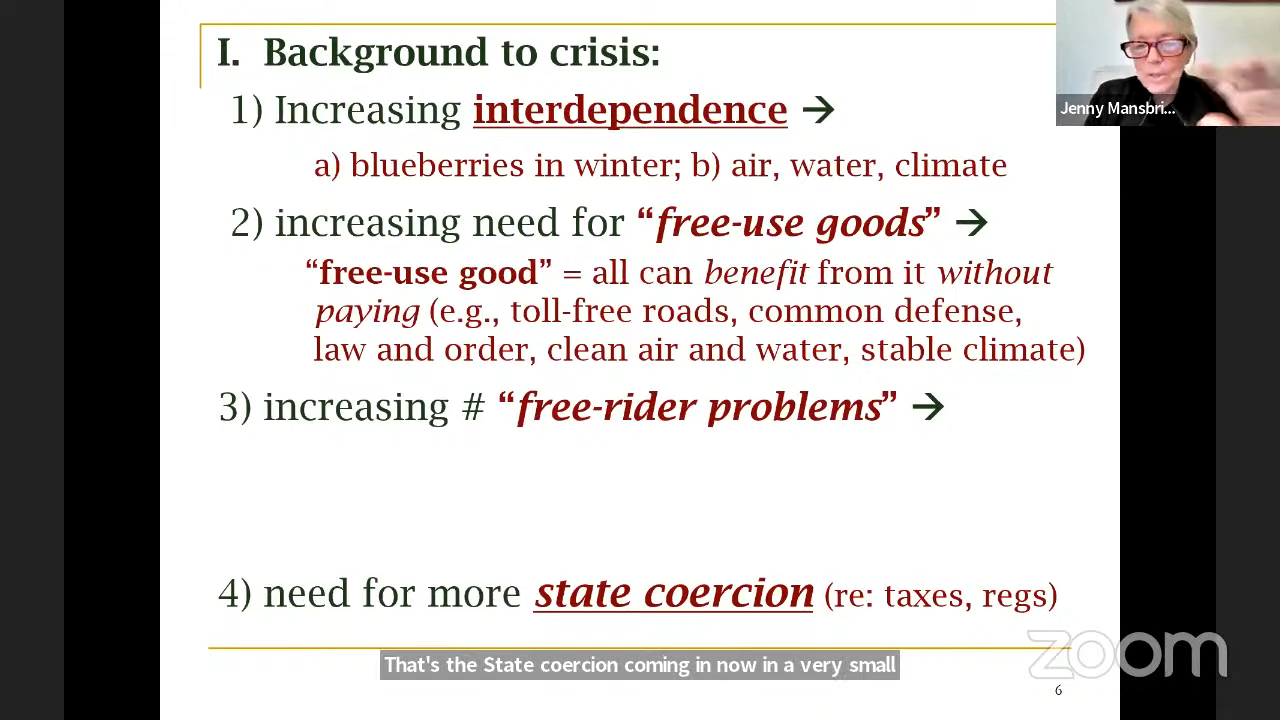 I. Background to crisis:
Jenny Mansbri...
1) Increasing interdependence →
a) blueberries in winter; b) air, water, climate
2) increasing need for “free-use goods” →
“free-use good” = all can benefit from it without
paying (e.g., toll-free roads, common defense,
law and order, clean air and water, stable climate)
3) increasing # “free-rider problems” →
4) need for more state coercion (re: taxes, regs)
zoom
That's the State coercion coming in now in a very small
6